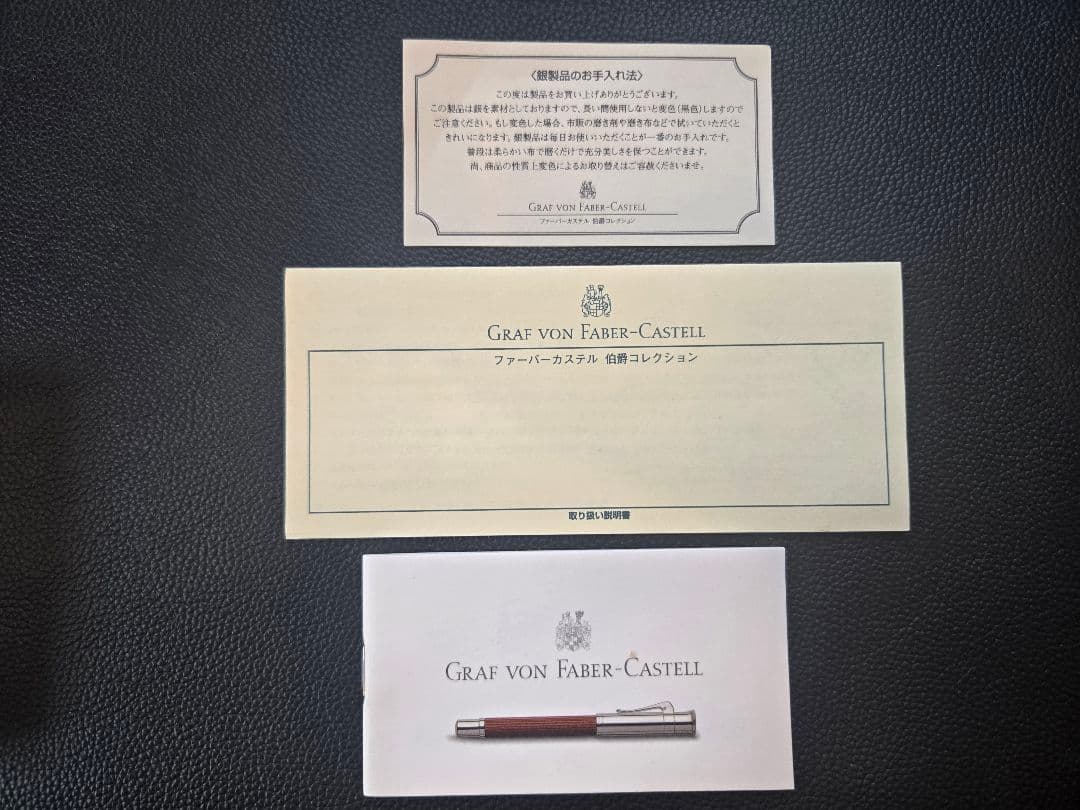 〈銀製品のお手入れ法〉
この度は製品をお買い上げありがとうございます。
この製品は銀を素材としておりますので、長い間使用しないと変色(黒色)しますので
ご注意ください。もし変色した場合、市販の磨き剤や磨き布などで拭いていただくと
きれいになります。銀製品は毎日お使いいただくことが一番のお手入れです。
普段は柔らかい布で磨くだけで充分美しさを保つことができます。
尚、商品の性質上変色によるお取り替えはご容赦くださいませ。
GRAF VON FABER-CASTELL
ファーバーカステル 伯爵コレクション
GRAF VON FABER-CASTELL
ファーバーカステル 伯爵コレクション
取り扱い説明書
GRAF VON FABER-CASTELL